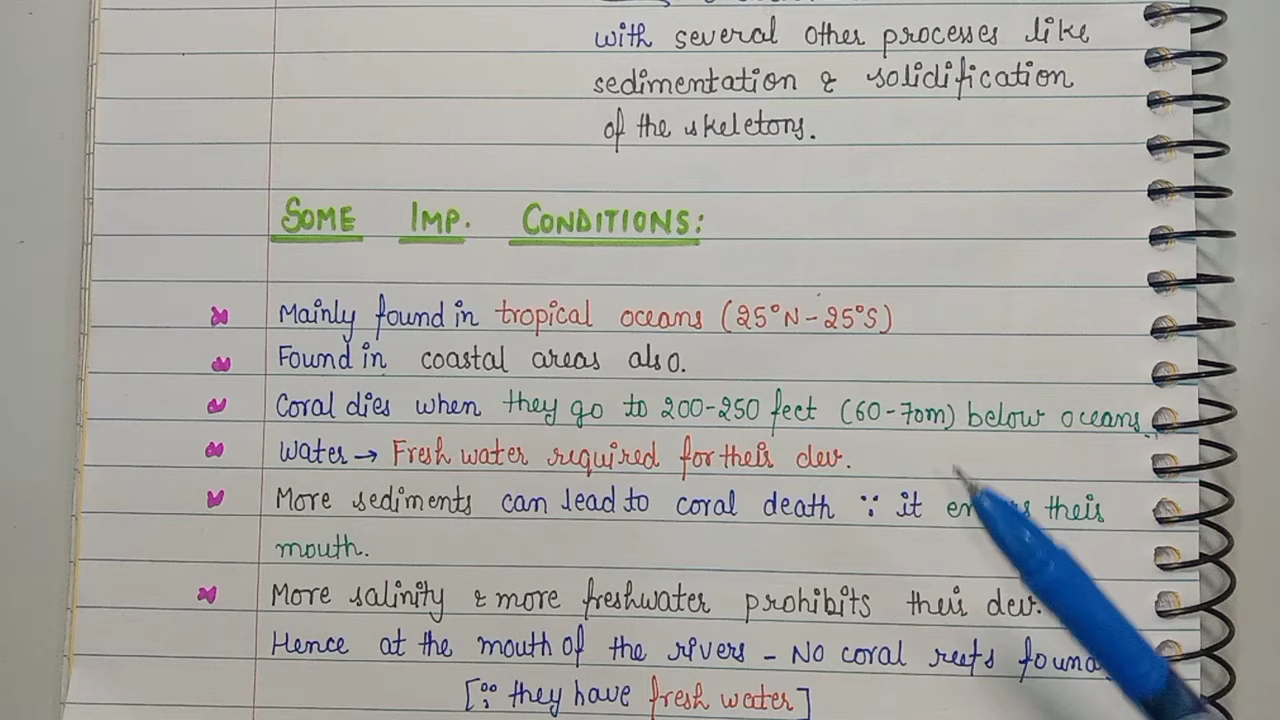 with several other processes like
sedimentation & solidification
of the skeletons.
SOME IMP. CONDITIONS:
Mainly found in tropical oceans (25°N-25°S)
Found in coastal areas also.
Coral dies when they go to 200-250 feet (60-70m) below oceans.
Water → Fresh water required for their dev.
More sediments can lead to coral death ∵ it their
mouth.
More salinity & more freshwater prohibits their dev.
Hence at the mouth of the rivers - No coral reefs found
[∵ they have fresh water]